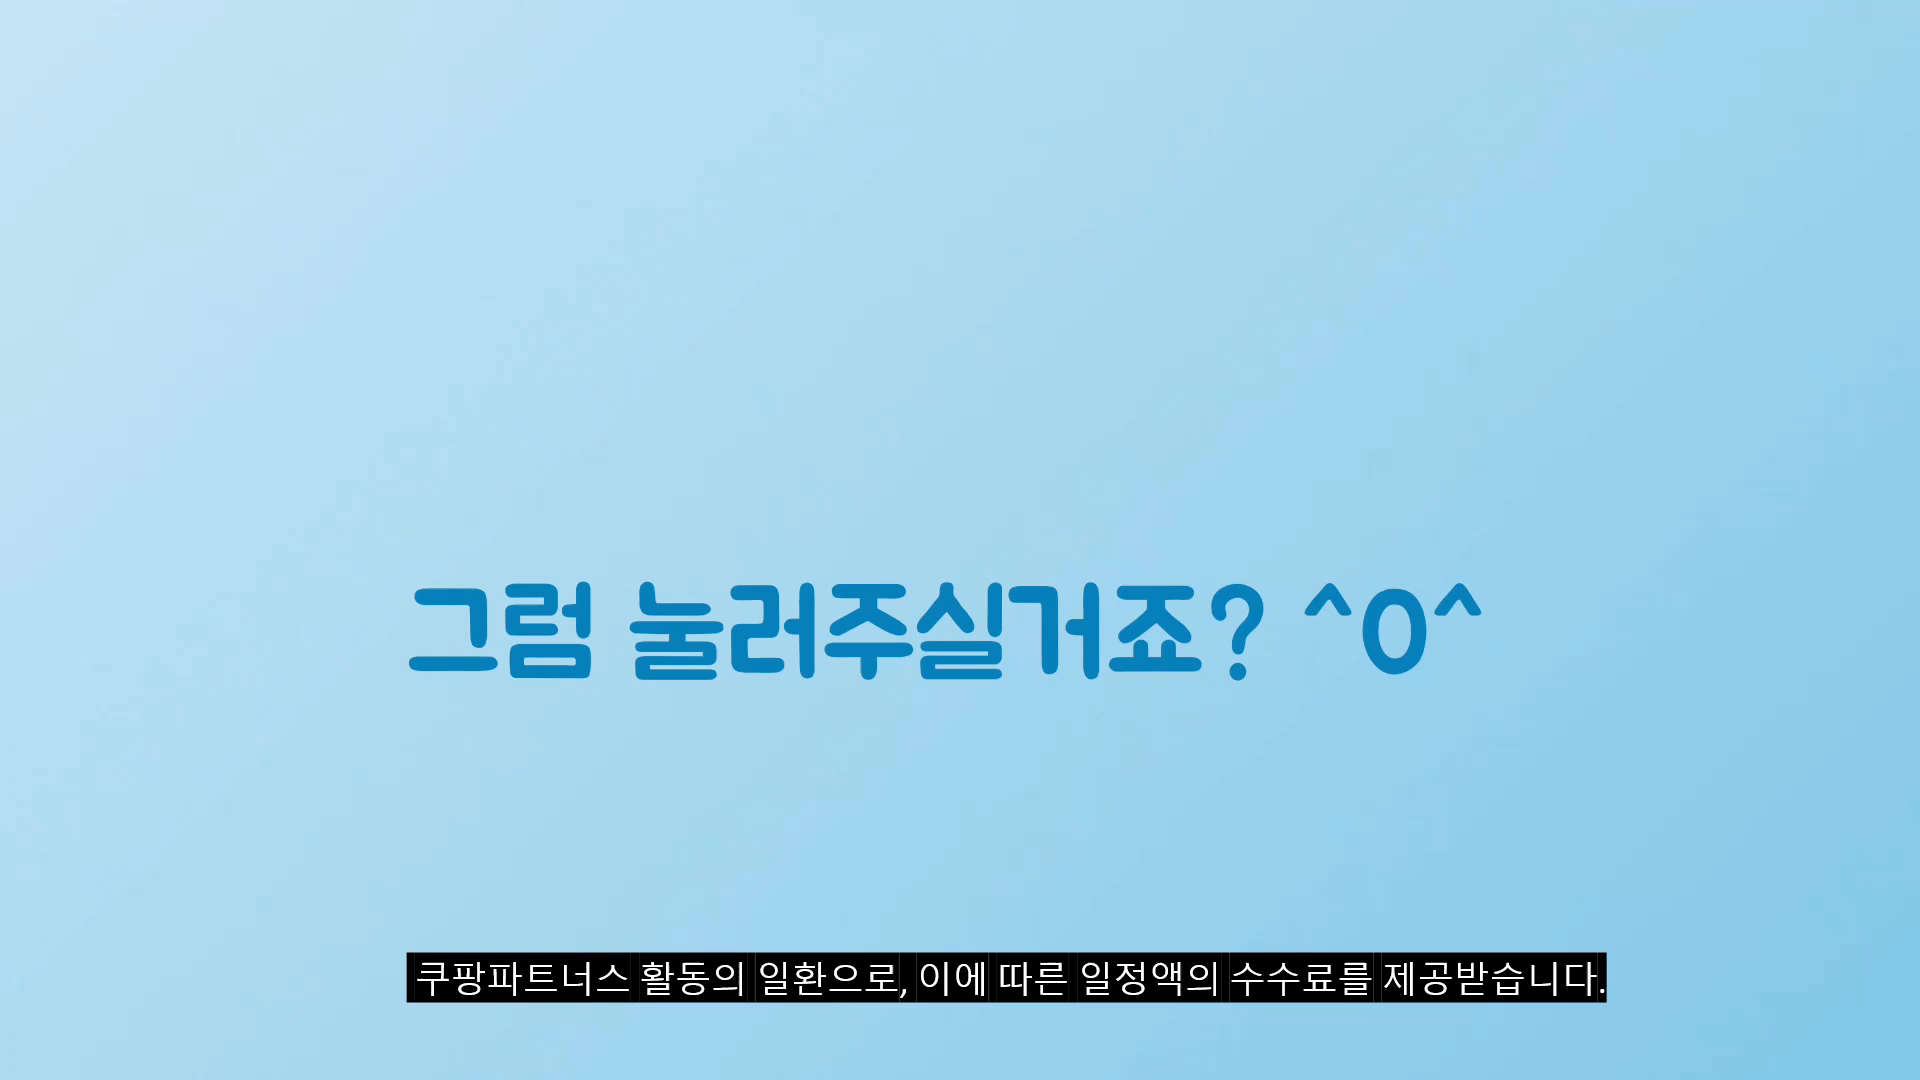 그럼 눌러주실거죠? ^0^
쿠팡파트너스 활동의 일환으로, 이에 따른 일정액의 수수료를 제공받습니다.